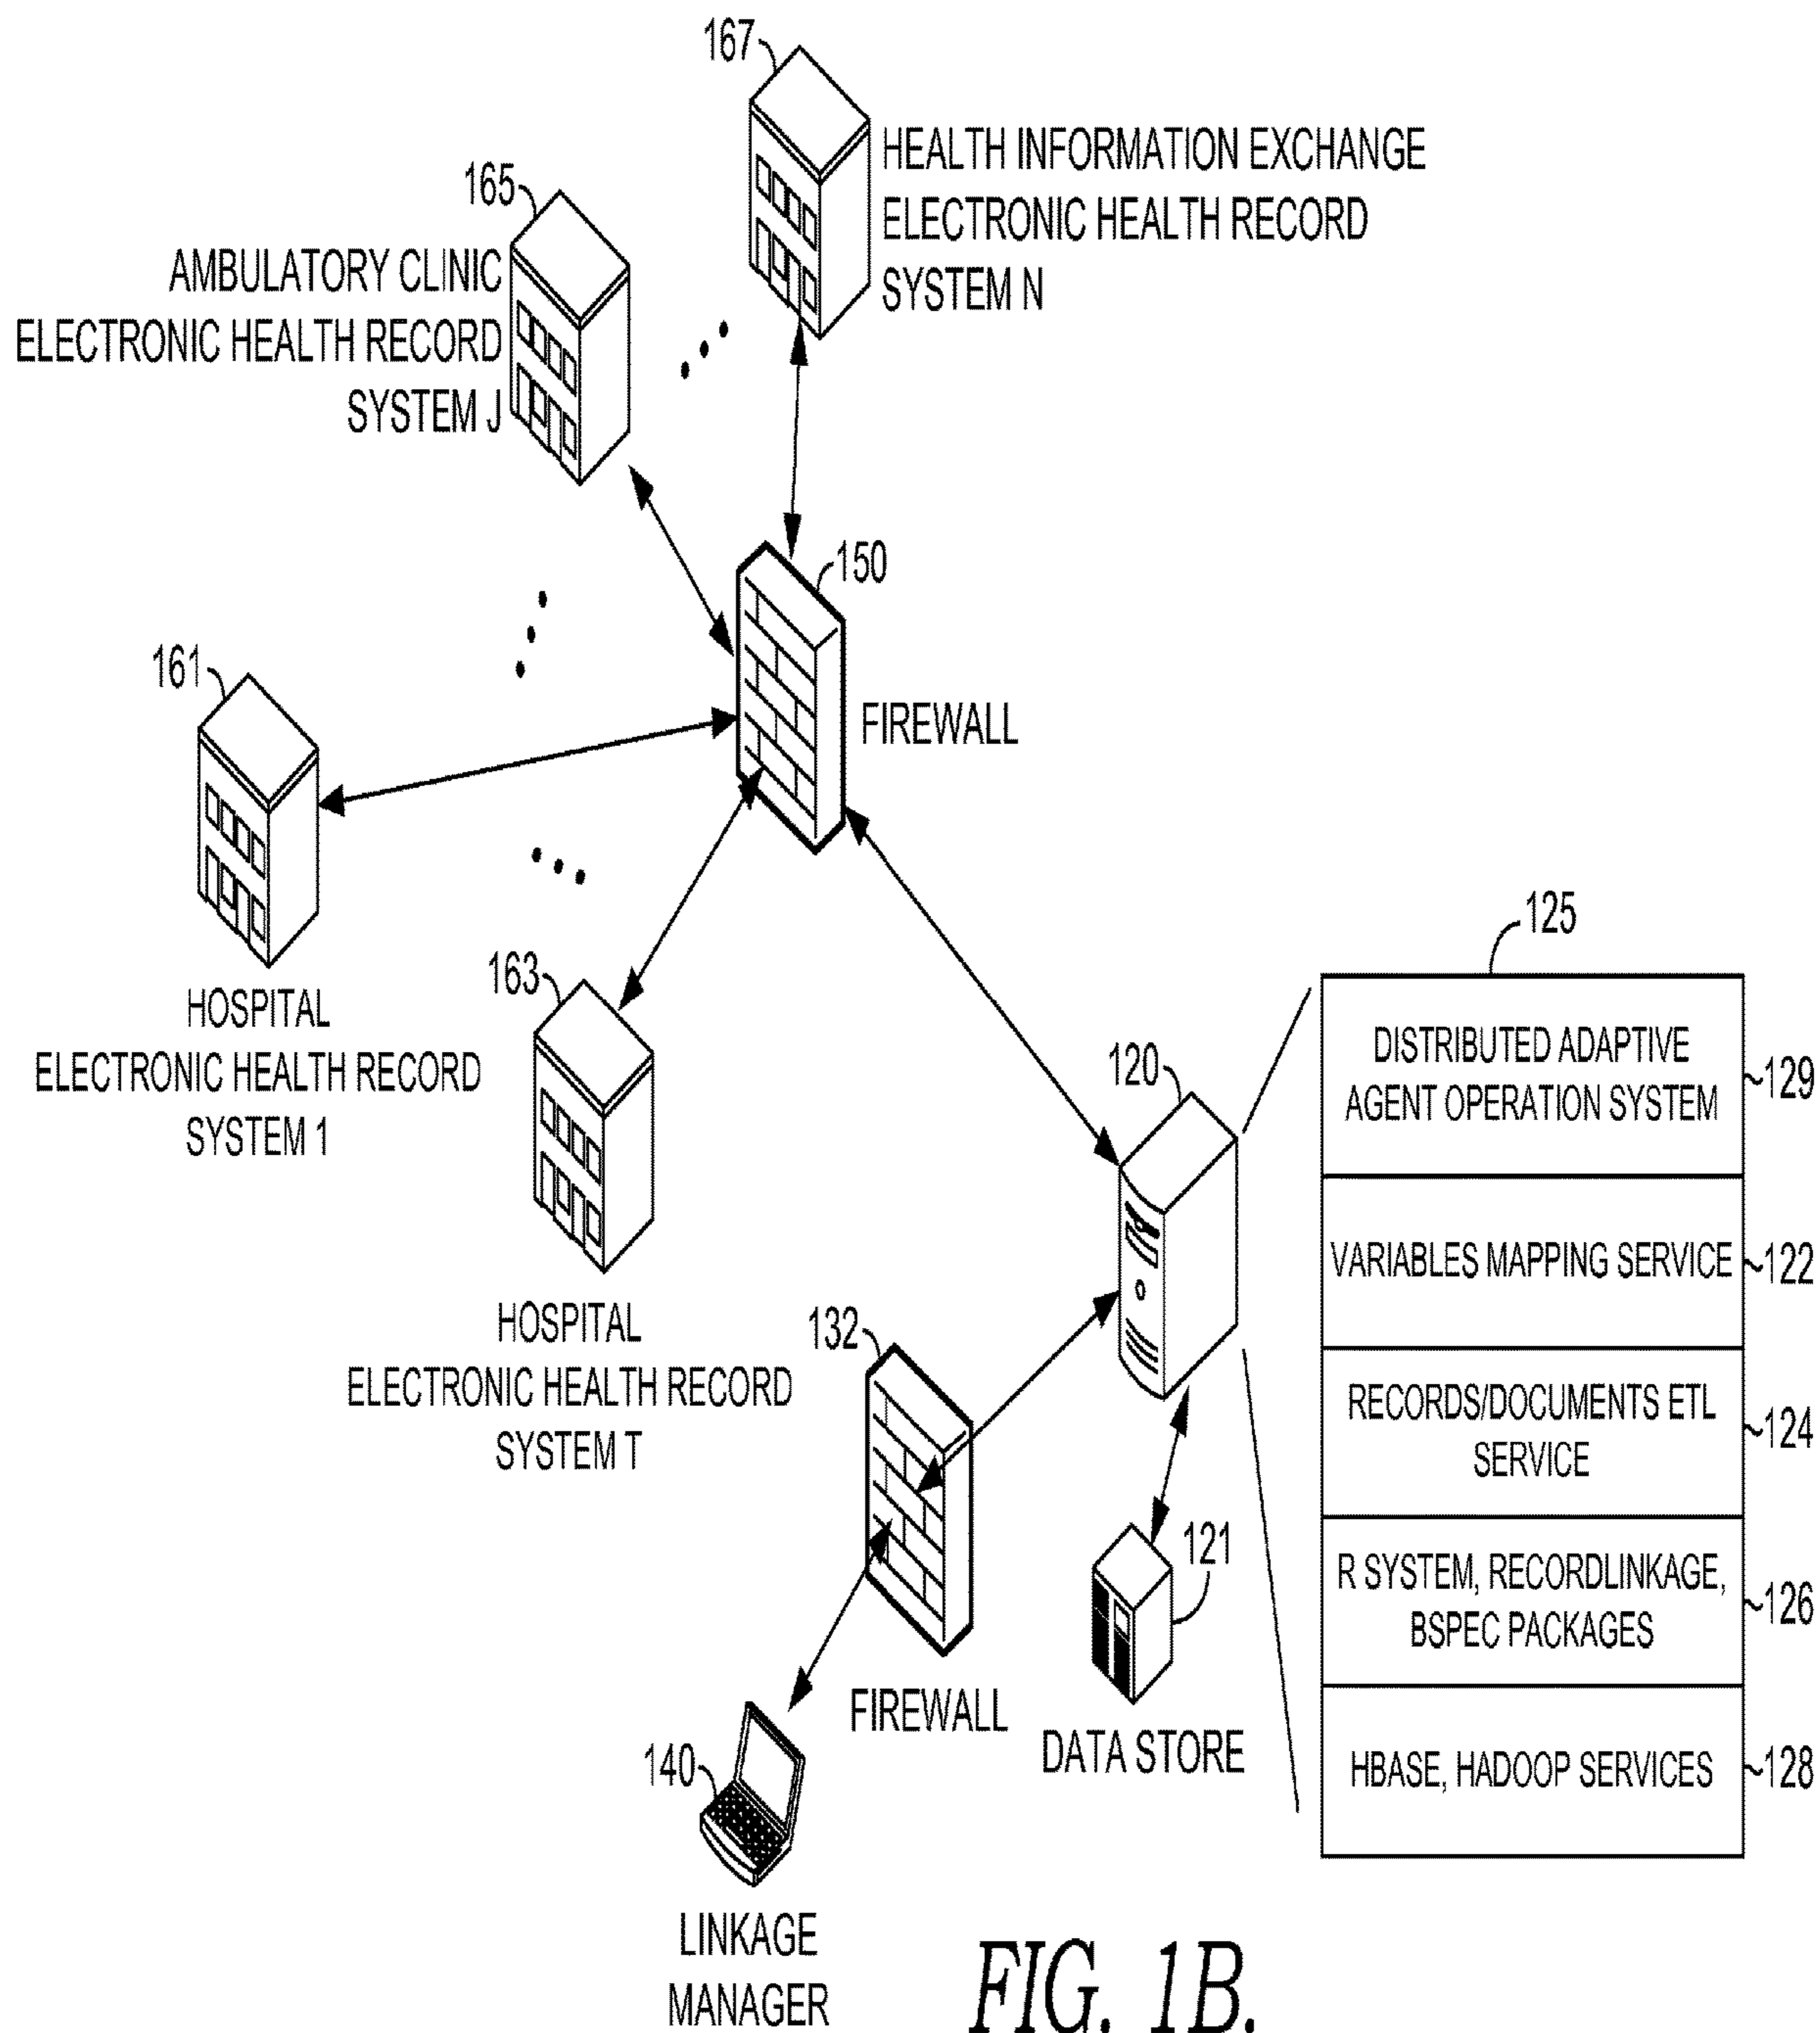 167
HEALTH INFORMATION EXCHANGE
ELECTRONIC HEALTH RECORD
SYSTEM N
165
AMBULATORY CLINIC
ELECTRONIC HEALTH RECORD
SYSTEM J
150
FIREWALL
161
HOSPITAL
ELECTRONIC HEALTH RECORD
SYSTEM 1
163
HOSPITAL
ELECTRONIC HEALTH RECORD
SYSTEM T
125
DISTRIBUTED ADAPTIVE
AGENT OPERATION SYSTEM
129
VARIABLES MAPPING SERVICE
122
RECORDS/DOCUMENTS ETL
SERVICE
124
R SYSTEM, RECORDLINKAGE,
BSPEC PACKAGES
126
HBASE, HADOOP SERVICES
128
120
132
FIREWALL
121
DATA STORE
140
LINKAGE
MANAGER
FIG. 1B.